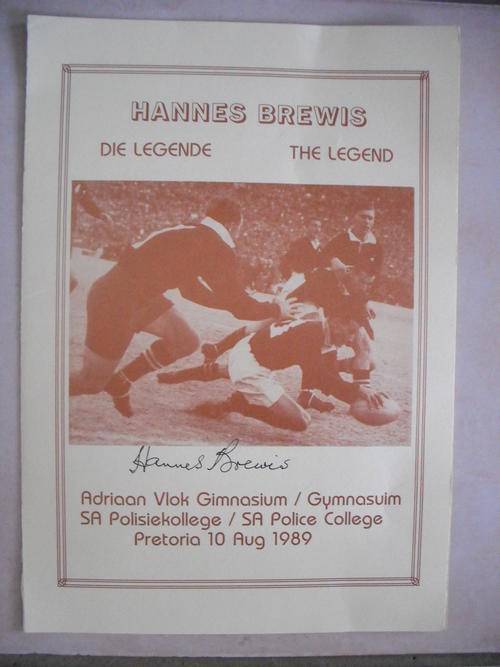 HANNES BREWIS
DIE LEGENDE THE LEGEND
Hannes Brewis
Adriaan Vlok Gimnasium / Gymnasuim
SA Polisiekollege / SA Police College
Pretoria 10 Aug 1989